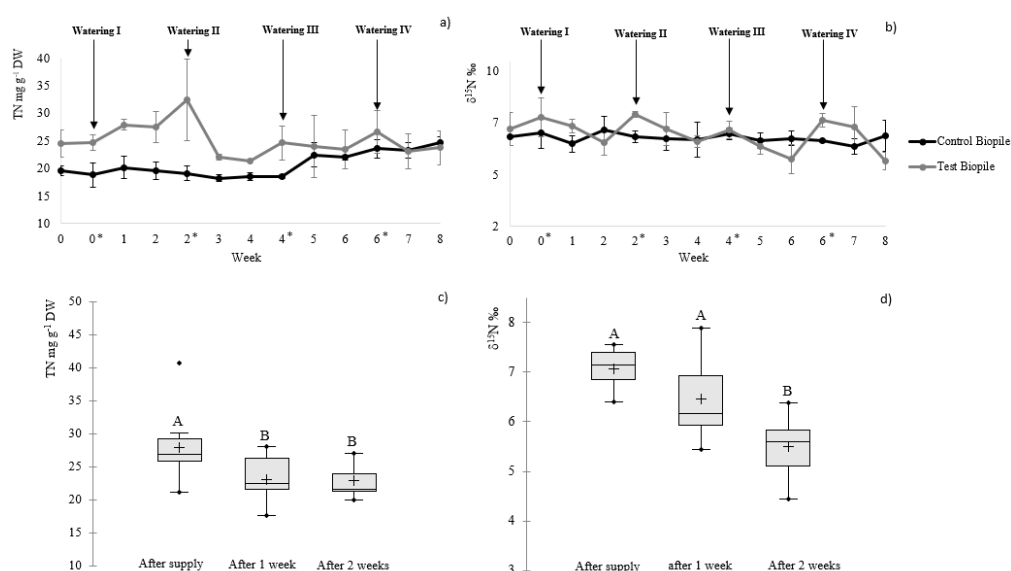 a)
Watering I Watering II Watering III Watering IV
TN mg g-1 DW
40
35
30
25
20
15
10
0 0* 1 2 2* 3 4 4* 5 6 6* 7 8
Week
b)
Watering I Watering II Watering III Watering IV
δ15N ‰
10
7
5
2
0 0* 1 2 2* 3 4 4* 5 6 6* 7 8
Week
Control Biopile
Test Biopile
c)
TN mg g-1 DW
50
45
40
35
30
25
20
15
10
A
B
B
After supply After 1 week After 2 weeks
d)
δ15N ‰
8
7
6
5
4
3
A
A
B
After supply after 1 week After 2 weeks